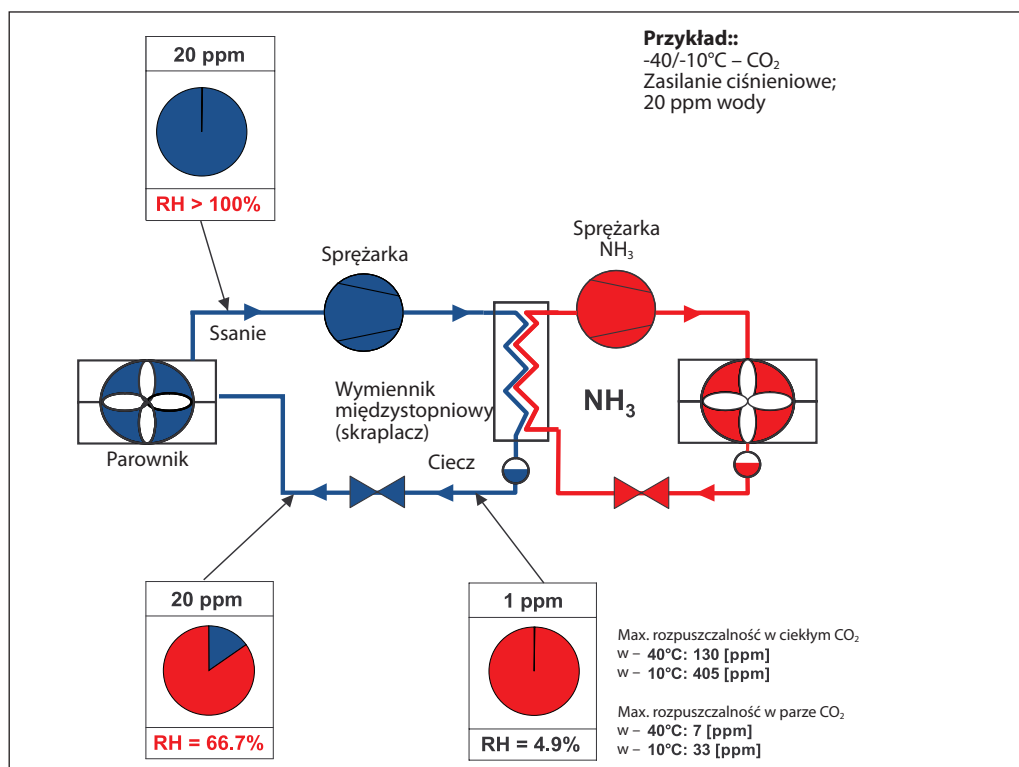 20 ppm
RH > 100%
Przykład::
-40/-10°C – CO₂
Zasilanie ciśnieniowe;
20 ppm wody
Sprężarka
Sprężarka
NH₃
Ssanie
Parownik
Wymiennik
międzystopniowy
(skraplacz)
NH₃
Ciecz
20 ppm
RH = 66.7%
1 ppm
RH = 4.9%
Max. rozpuszczalność w ciekłym CO₂
w – 40°C: 130 [ppm]
w – 10°C: 405 [ppm]
Max. rozpuszczalność w parze CO₂
w – 40°C: 7 [ppm]
w – 10°C: 33 [ppm]